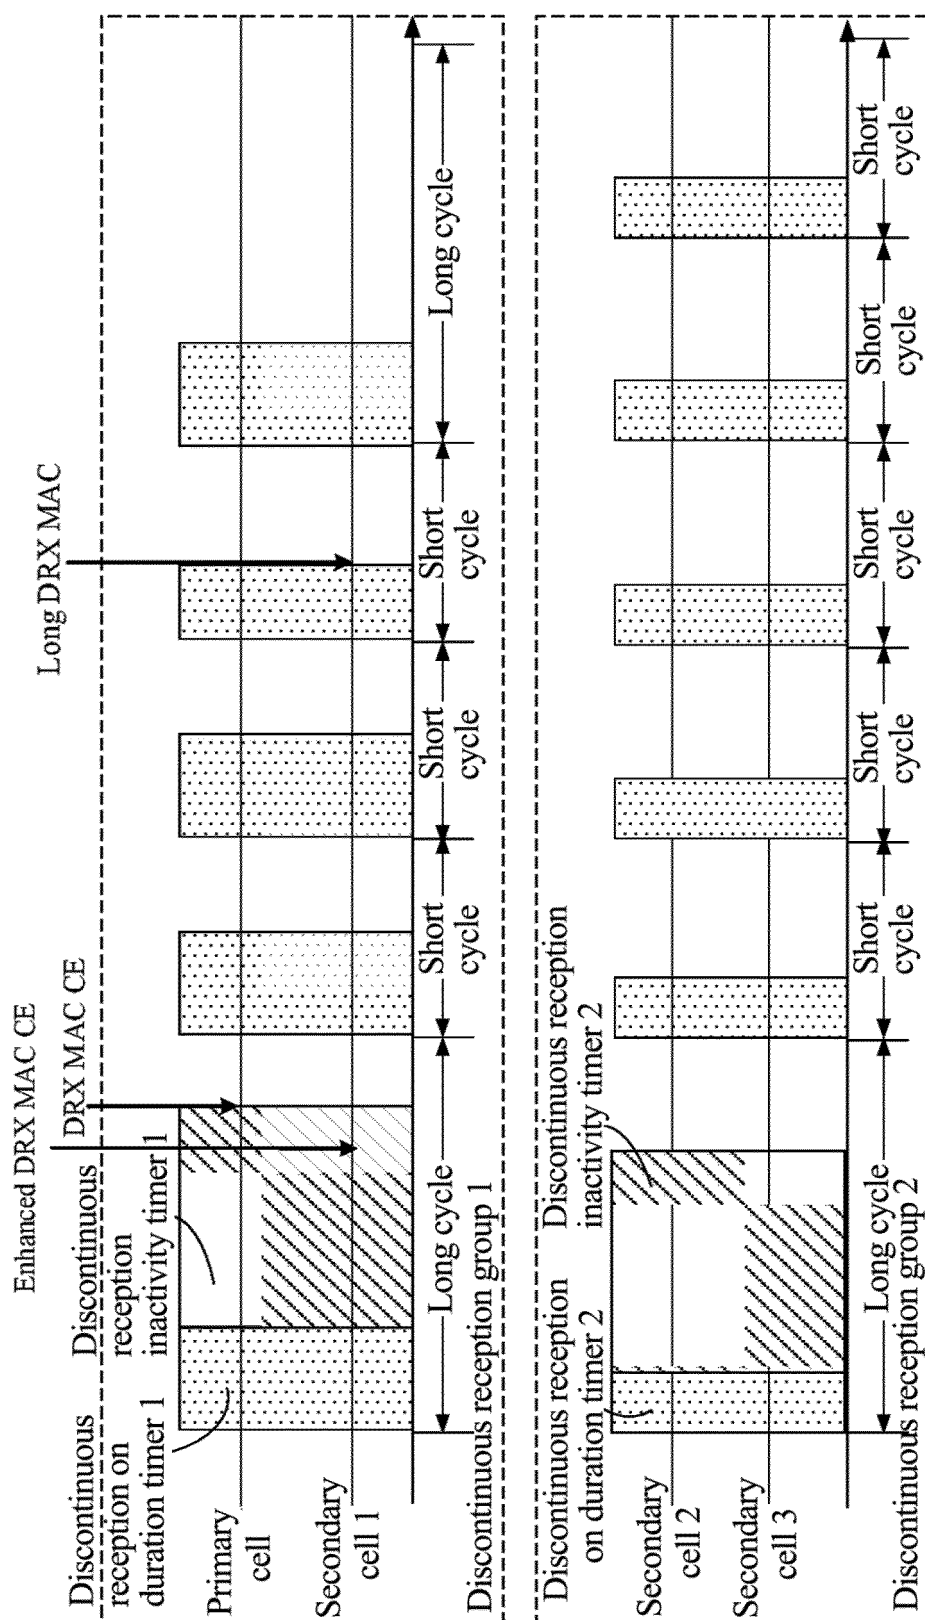 Enhanced DRX MAC CE
DRX MAC CE
Long DRX MAC
Discontinuous
reception on
duration timer 1
Discontinuous
reception
inactivity timer 1
Primary
cell
Secondary
cell 1
Long cycle
Short
cycle
Short
cycle
Short
cycle
Long cycle
Discontinuous reception group 1
Discontinuous reception
on duration timer 2
Discontinuous reception
inactivity timer 2
Secondary
cell 2
Secondary
cell 3
Long cycle
Short
cycle
Short
cycle
Short
cycle
Short
cycle
Short
cycle
Discontinuous reception group 2